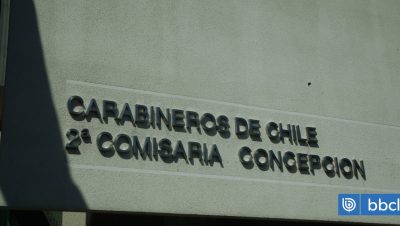 CARABINEROS DE CHILE
2ª COMISARIA CONCEPCION
bbcl